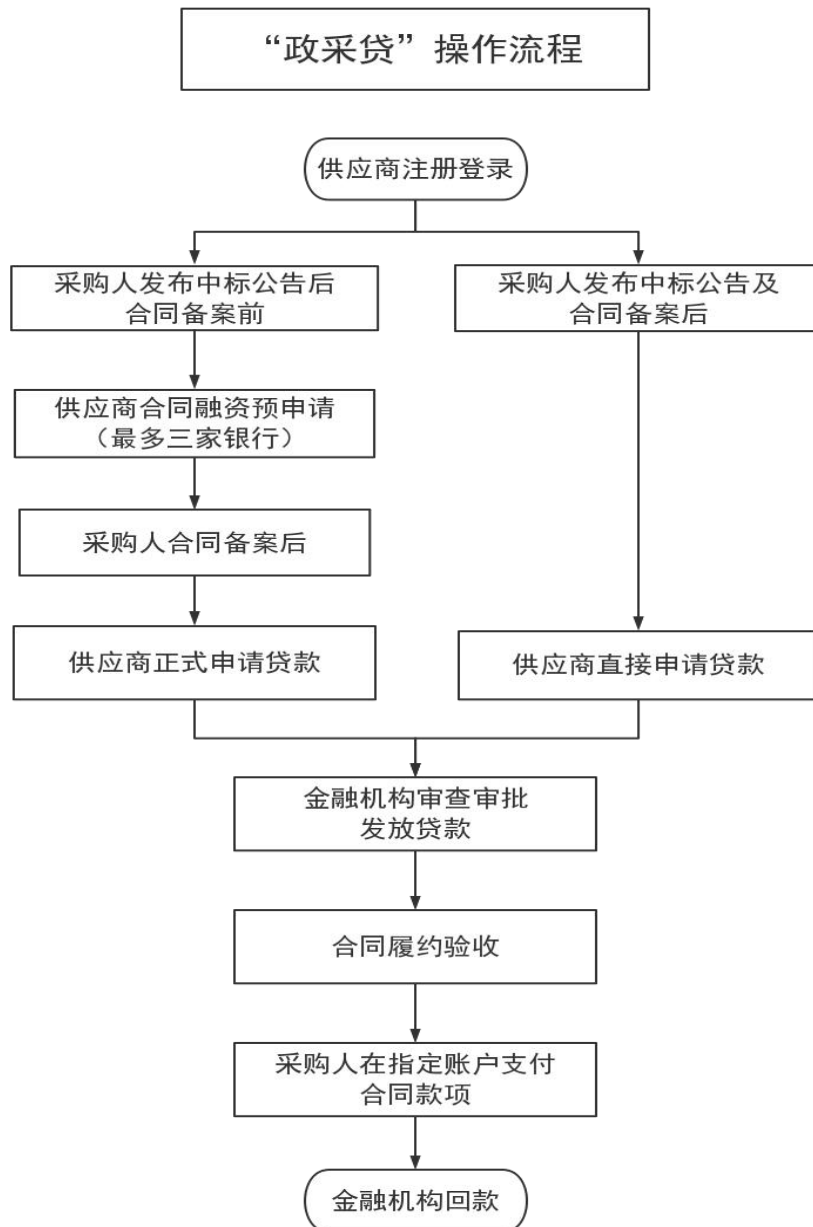 “政采贷”操作流程
供应商注册登录
采购人发布中标公告后
合同备案前
采购人发布中标公告及
合同备案后
供应商合同融资预申请
（最多三家银行）
采购人合同备案后
供应商正式申请贷款
供应商直接申请贷款
金融机构审查审批
发放贷款
合同履约验收
采购人在指定账户支付
合同款项
金融机构回款